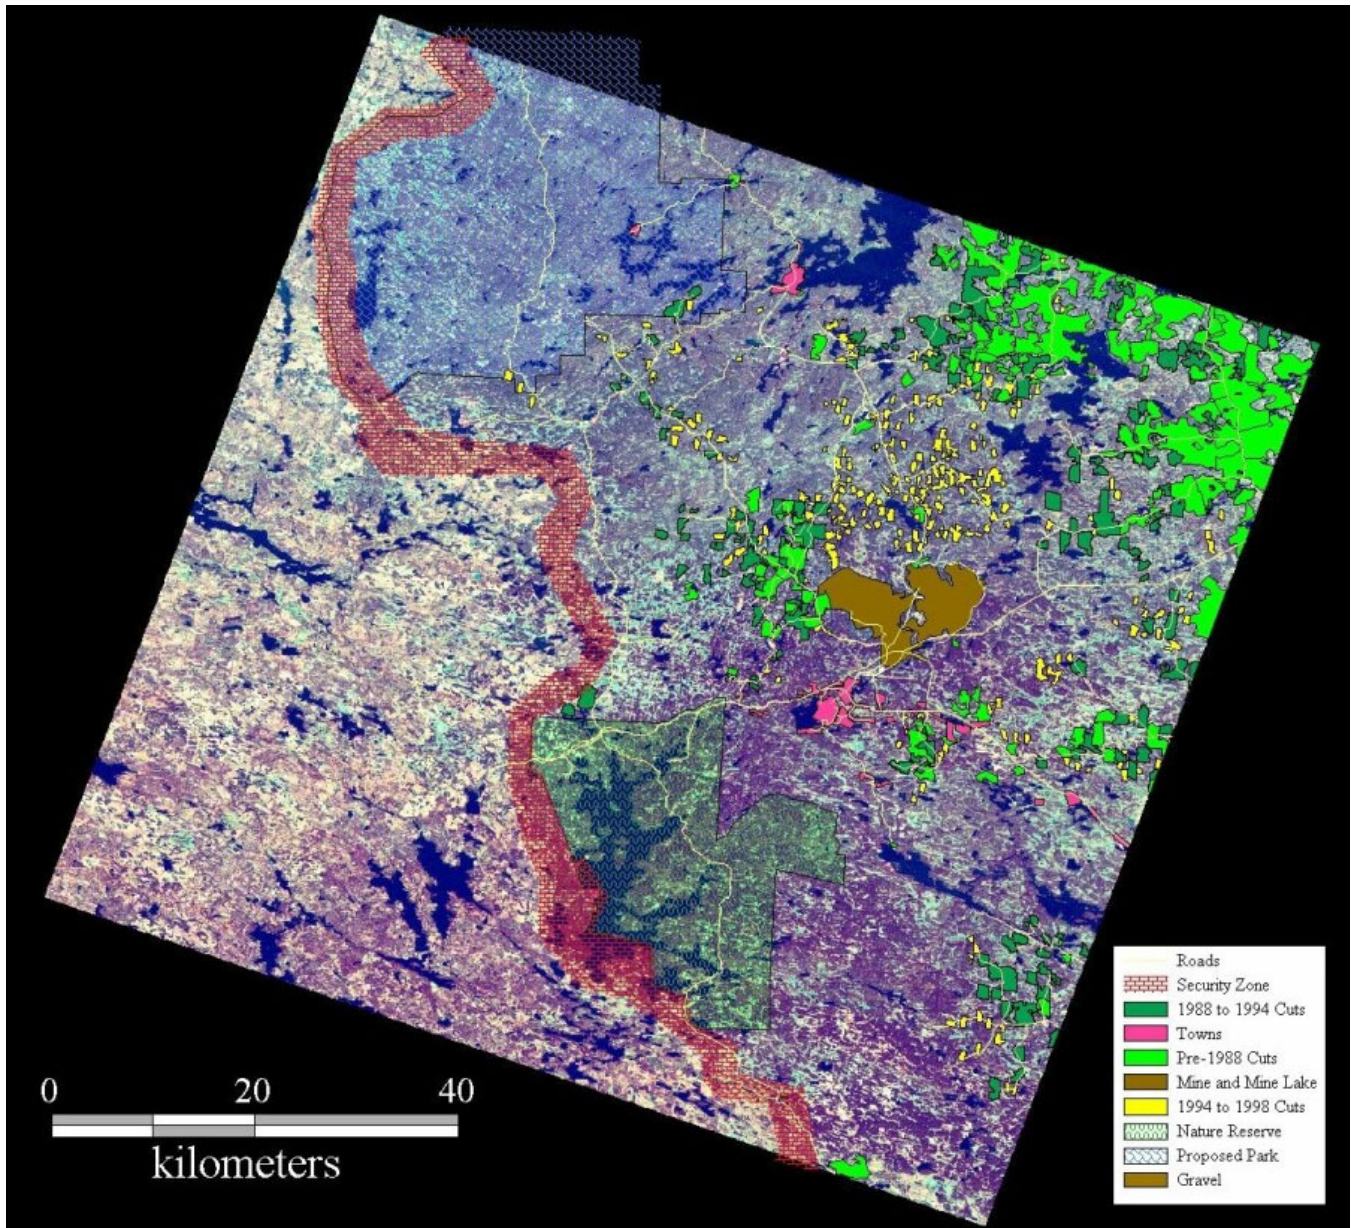 Roads
Security Zone
1988 to 1994 Cuts
Towns
Pre-1988 Cuts
Mine and Mine Lake
1994 to 1998 Cuts
Nature Reserve
Proposed Park
Gravel
0 20 40
kilometers